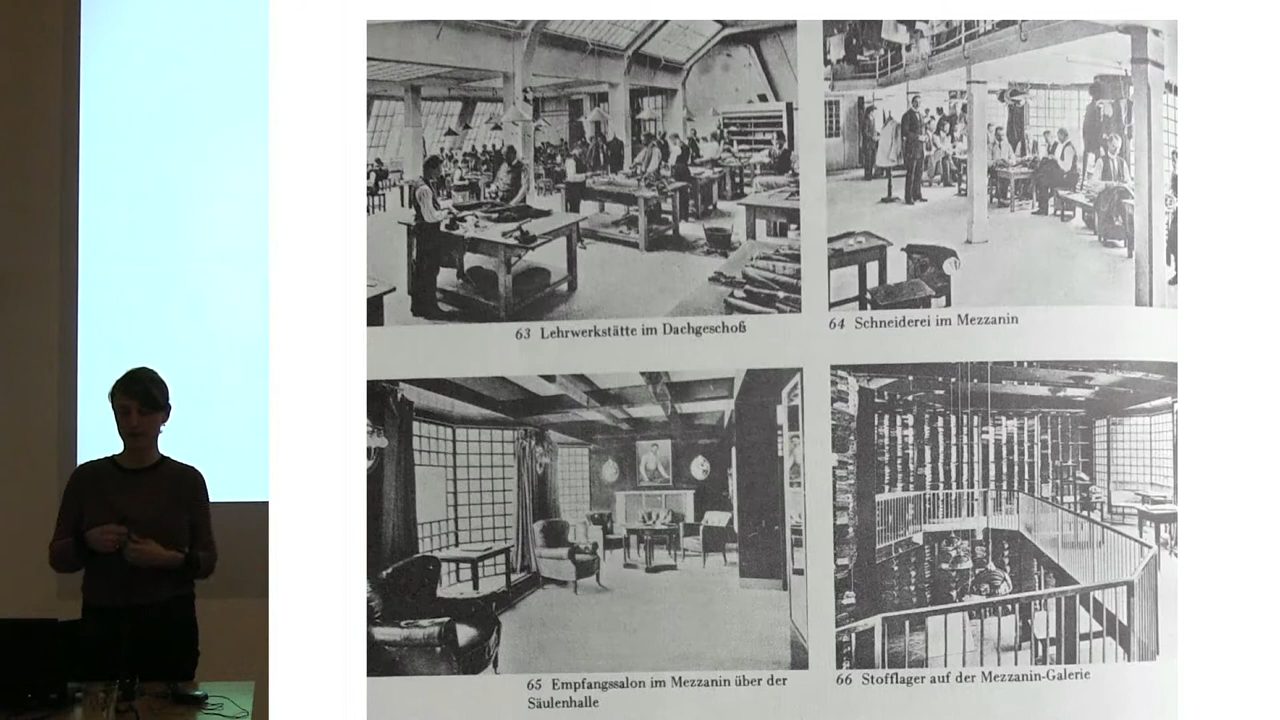 63 Lehrwerkstätte im Dachgeschoß
64 Schneiderei im Mezzanin
65 Empfangssalon im Mezzanin über der
Säulenhalle
66 Stofflager auf der Mezzanin-Galerie